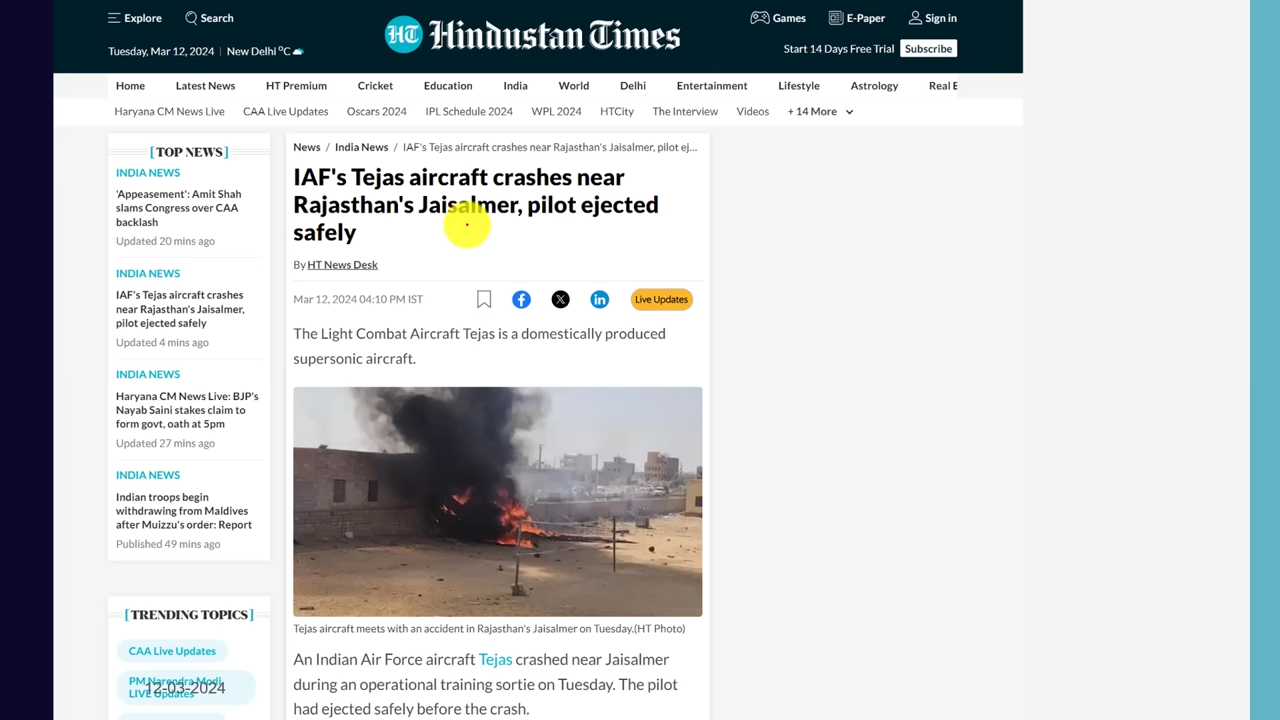 Explore
Search
Games
E-Paper
Sign in
Tuesday, Mar 12, 2024 | New Delhi °C
HT Hindustan Times
Start 14 Days Free Trial
Subscribe
Home
Latest News
HT Premium
Cricket
Education
India
World
Delhi
Entertainment
Lifestyle
Astrology
Real E
Haryana CM News Live
CAA Live Updates
Oscars 2024
IPL Schedule 2024
WPL 2024
HTCity
The Interview
Videos
+ 14 More
[TOP NEWS]
INDIA NEWS
'Appeasement': Amit Shah
slams Congress over CAA
backlash
Updated 20 mins ago
INDIA NEWS
IAF's Tejas aircraft crashes
near Rajasthan's Jaisalmer,
pilot ejected safely
Updated 4 mins ago
INDIA NEWS
Haryana CM News Live: BJP's
Nayab Saini stakes claim to
form govt, oath at 5pm
Updated 27 mins ago
INDIA NEWS
Indian troops begin
withdrawing from Maldives
after Muizzu's order: Report
Published 49 mins ago
[TRENDING TOPICS]
CAA Live Updates
PM Narendra Modi
LIVE Updates
12-03-2024
News / India News / IAF's Tejas aircraft crashes near Rajasthan's Jaisalmer, pilot ej...
IAF's Tejas aircraft crashes near
Rajasthan's Jaisalmer, pilot ejected
safely
By HT News Desk
Mar 12, 2024 04:10 PM IST
Live Updates
The Light Combat Aircraft Tejas is a domestically produced
supersonic aircraft.
Tejas aircraft meets with an accident in Rajasthan's Jaisalmer on Tuesday.(HT Photo)
An Indian Air Force aircraft Tejas crashed near Jaisalmer
during an operational training sortie on Tuesday. The pilot
had ejected safely before the crash.